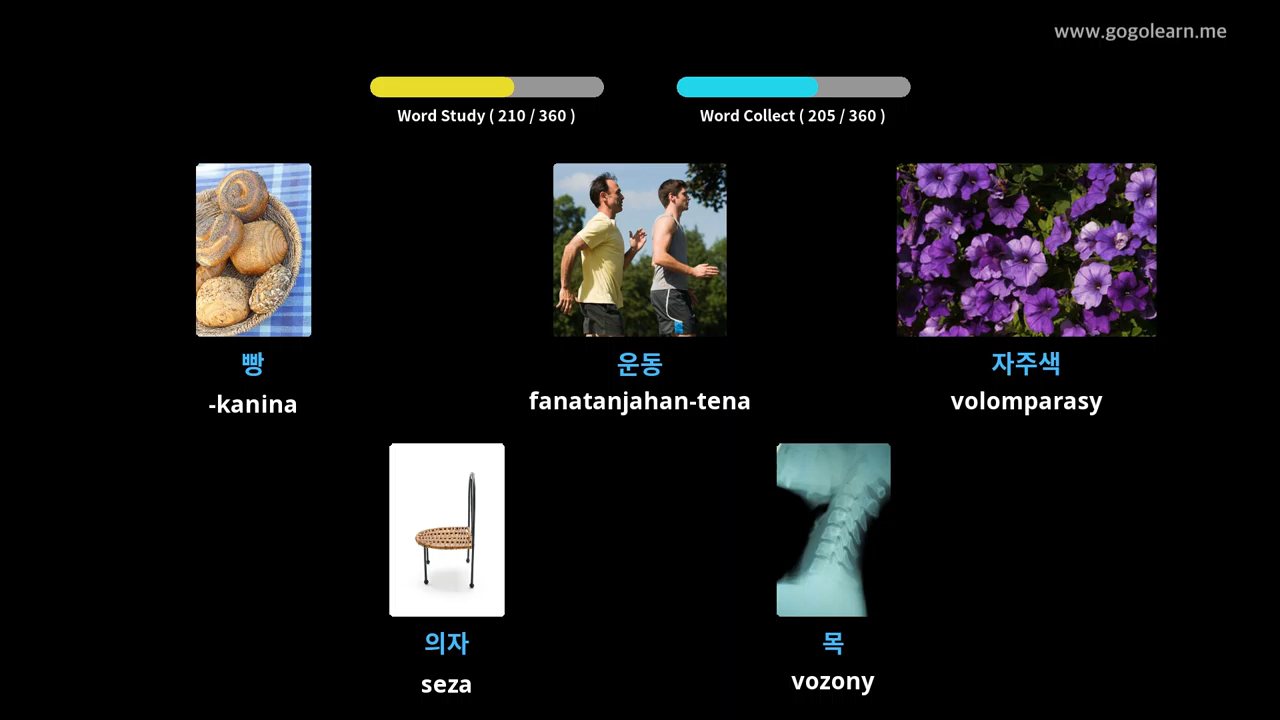 www.gogolearn.me
Word Study ( 210 / 360 )
Word Collect ( 205 / 360 )
빵
-kanina
운동
fanatanjahan-tena
자주색
volomparasy
의자
seza
목
vozony